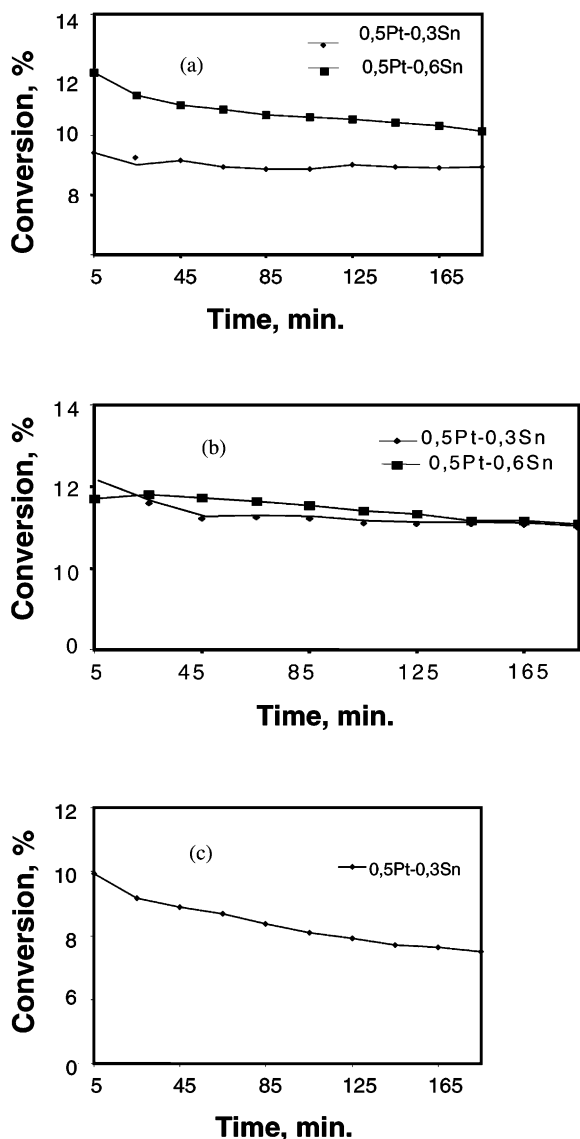 14
0,5Pt-0,3Sn
(a)
0,5Pt-0,6Sn
12
10
8
Conversion, %
5 45 85 125 165
Time, min.
14
(b)
0,5Pt-0,3Sn
0,5Pt-0,6Sn
12
10
0
Conversion, %
5 45 85 125 165
Time, min.
12
(c)
0,5Pt-0,3Sn
10
8
6
0
Conversion, %
5 45 85 125 165
Time, min.